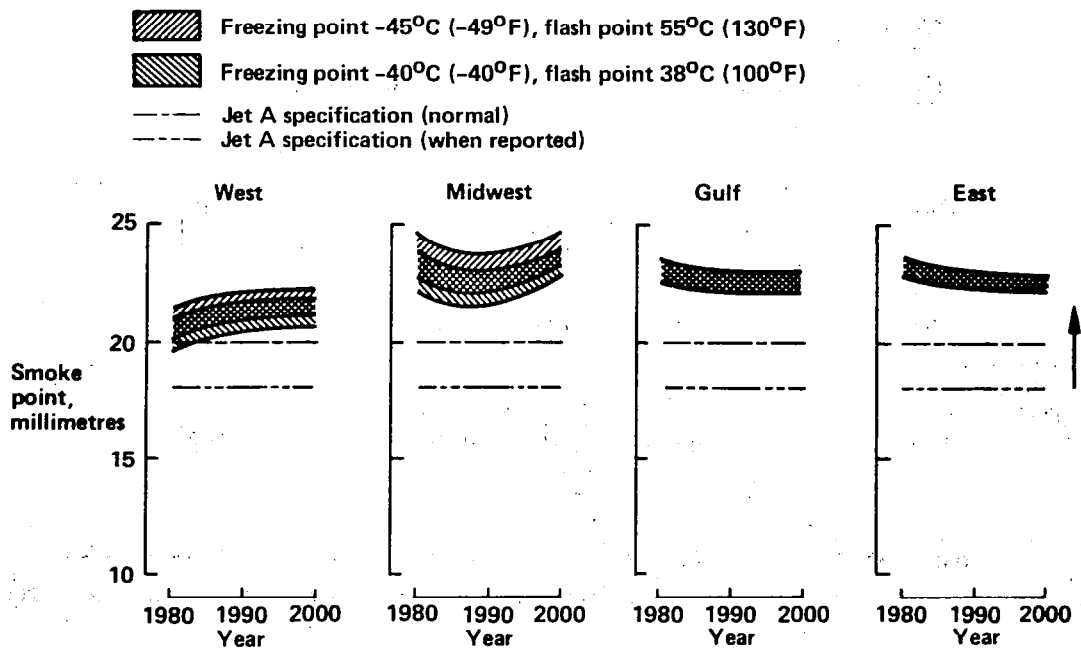 Freezing point -45°C (-49°F), flash point 55°C (130°F)
Freezing point -40°C (-40°F), flash point 38°C (100°F)
Jet A specification (normal)
Jet A specification (when reported)
West
Midwest
Gulf
East
25
20
15
10
Smoke
point,
millimetres
1980 1990 2000
Year
1980 1990 2000
Year
1980 1990 2000
Year
1980 1990 2000
Year